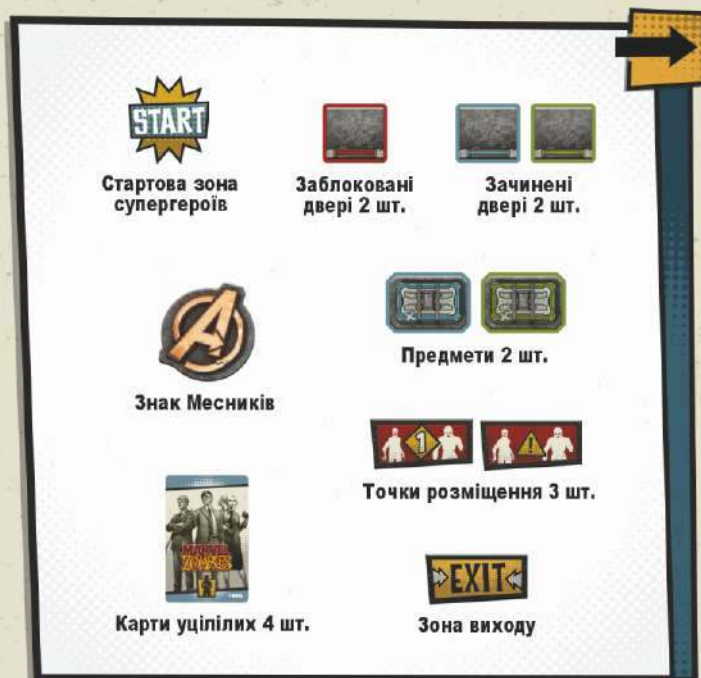 START
Стартова зона
супергероїв
Заблоковані
двері 2 шт.
Зачинені
двері 2 шт.
Знак Месників
Предмети 2 шт.
1
!
Точки розміщення 3 шт.
MARVEL
ZOMBIES
Карти уцілілих 4 шт.
EXIT
Зона виходу